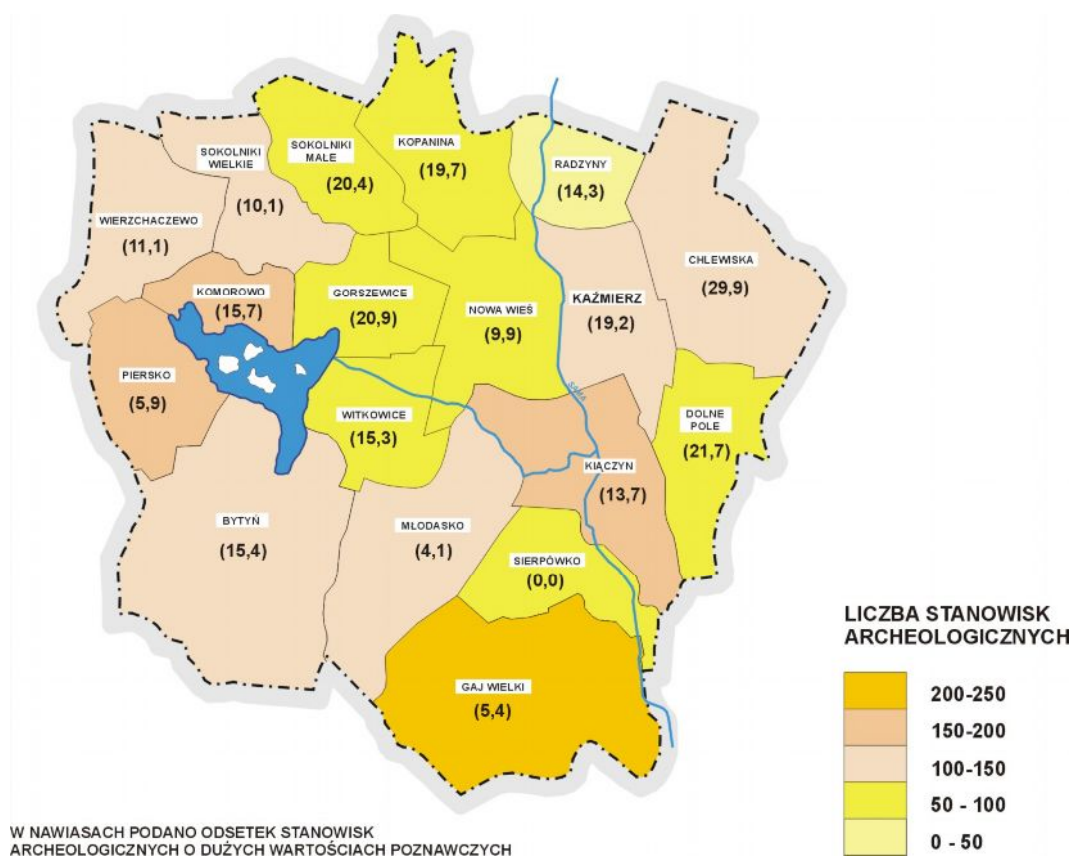 KOPANINA
(19,7)
SOKOLNIKI
MAŁE
(20,4)
SOKOLNIKI
WIELKIE
(10,1)
RADZYNY
(14,3)
WIERZCHACZEWO
(11,1)
CHLEWISKA
(29,9)
KOMOROWO
(15,7)
GORSZEWICE
(20,9)
NOWA WIEŚ
(9,9)
KAŹMIERZ
(19,2)
PIERSKO
(5,9)
WITKOWICE
(15,3)
SAMA
DOLNE
POLE
(21,7)
KIĄCZYN
(13,7)
BYTYŃ
(15,4)
MŁODASKO
(4,1)
SIERPÓWKO
(0,0)
GAJ WIELKI
(5,4)
LICZBA STANOWISK
ARCHEOLOGICZNYCH
200-250
150-200
100-150
50 - 100
0 - 50
W NAWIASACH PODANO ODSETEK STANOWISK
ARCHEOLOGICZNYCH O DUŻYCH WARTOŚCIACH POZNAWCZYCH